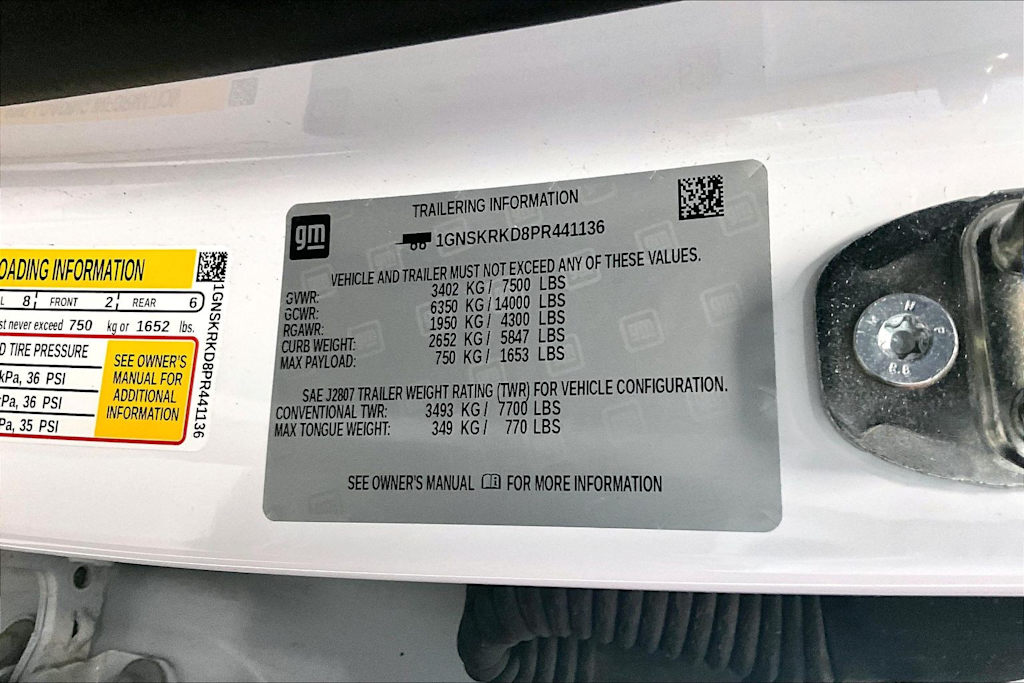 gm
TRAILERING INFORMATION
1GNSKRKD8PR441136
VEHICLE AND TRAILER MUST NOT EXCEED ANY OF THESE VALUES.
GVWR: 3402 KG / 7500 LBS
GCWR: 6350 KG / 14000 LBS
RGAWR: 1950 KG / 4300 LBS
CURB WEIGHT: 2652 KG / 5847 LBS
MAX PAYLOAD: 750 KG / 1653 LBS
SAE J2807 TRAILER WEIGHT RATING (TWR) FOR VEHICLE CONFIGURATION.
CONVENTIONAL TWR: 3493 KG / 7700 LBS
MAX TONGUE WEIGHT: 349 KG / 770 LBS
SEE OWNER'S MANUAL FOR MORE INFORMATION
OADING INFORMATION
L 8 FRONT 2 REAR 6
st never exceed 750 kg or 1652 lbs.
D TIRE PRESSURE
kPa, 36 PSI
kPa, 36 PSI
Pa, 35 PSI
SEE OWNER'S
MANUAL FOR
ADDITIONAL
INFORMATION
1GNSKRKD8PR441136
8.8